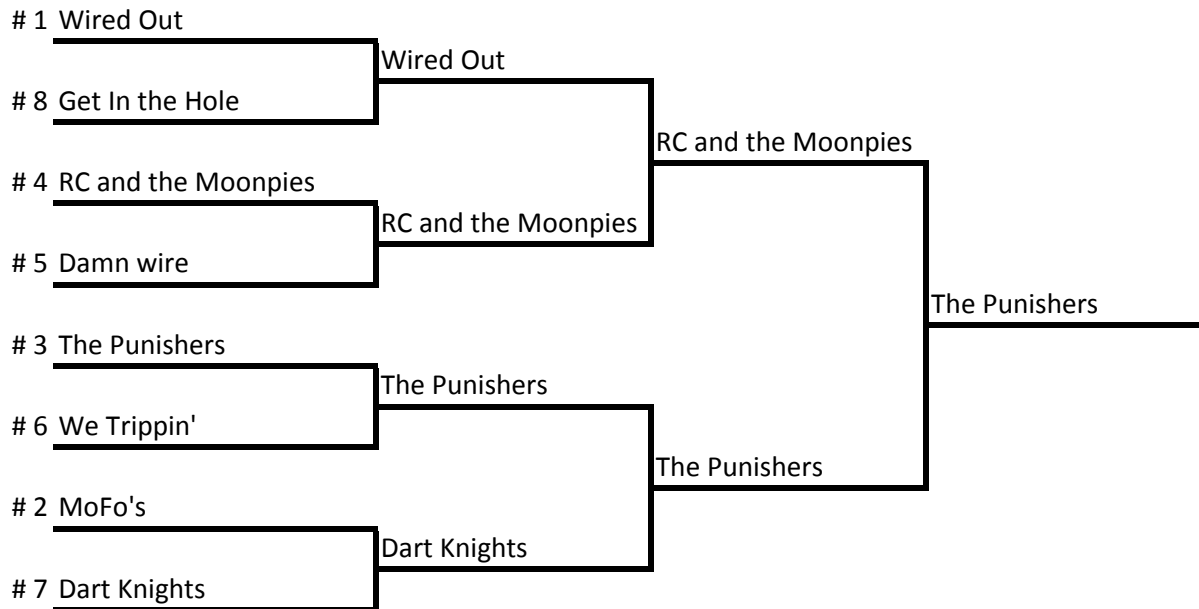 # 1 Wired Out
Wired Out
# 8 Get In the Hole
RC and the Moonpies
# 4 RC and the Moonpies
RC and the Moonpies
# 5 Damn wire
The Punishers
# 3 The Punishers
The Punishers
# 6 We Trippin'
The Punishers
# 2 MoFo's
Dart Knights
# 7 Dart Knights